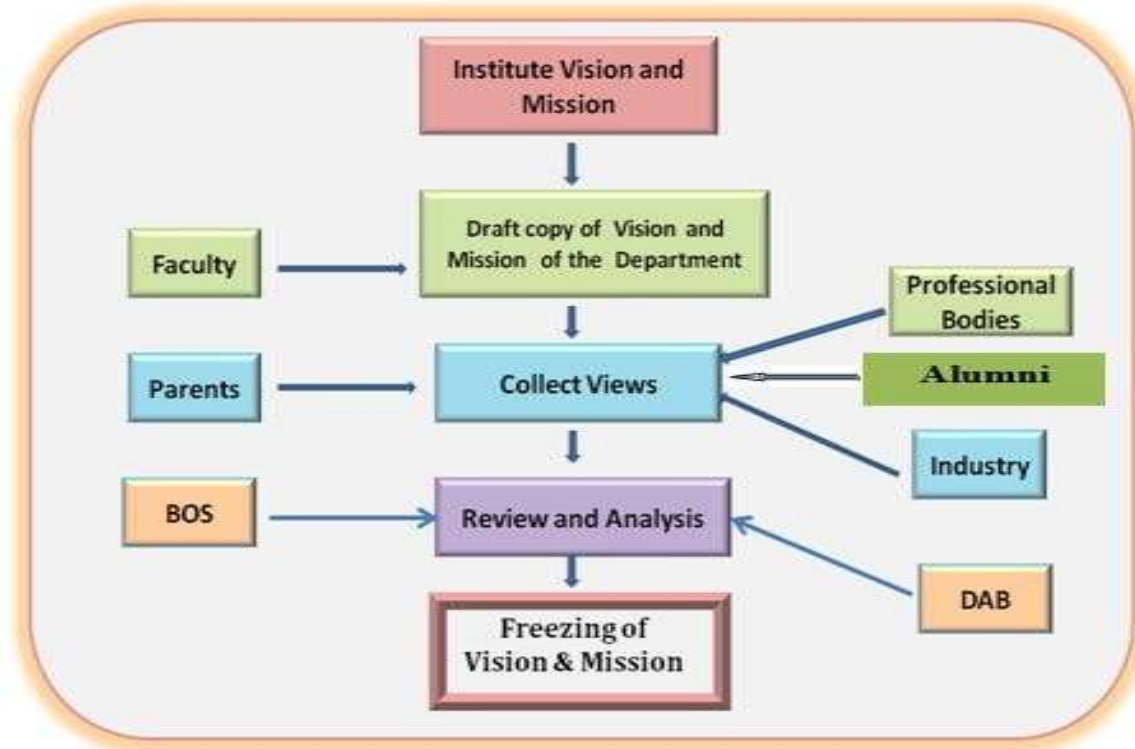 Institute Vision and
Mission
Draft copy of Vision and
Mission of the Department
Faculty
Professional
Bodies
Parents
Collect Views
Alumni
Industry
BOS
Review and Analysis
DAB
Freezing of
Vision & Mission